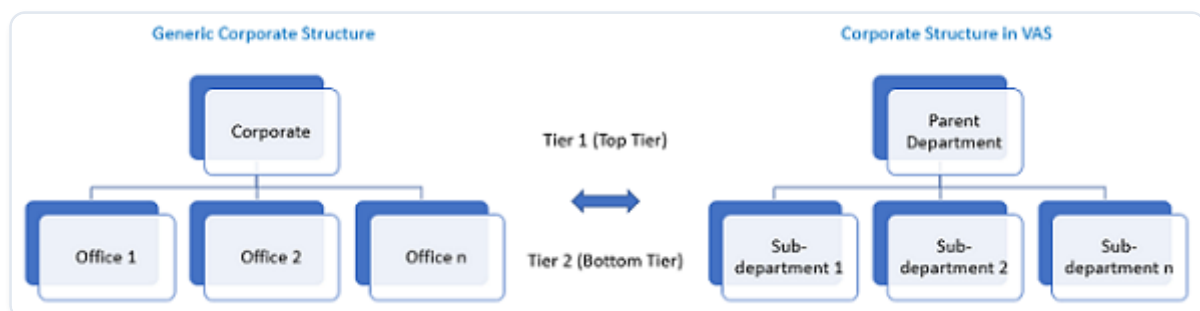 Generic Corporate Structure
Corporate Structure in VAS
Corporate
Tier 1 (Top Tier)
Parent
Department
Office 1
Office 2
Office n
Tier 2 (Bottom Tier)
Sub-
department 1
Sub-
department 2
Sub-
department n